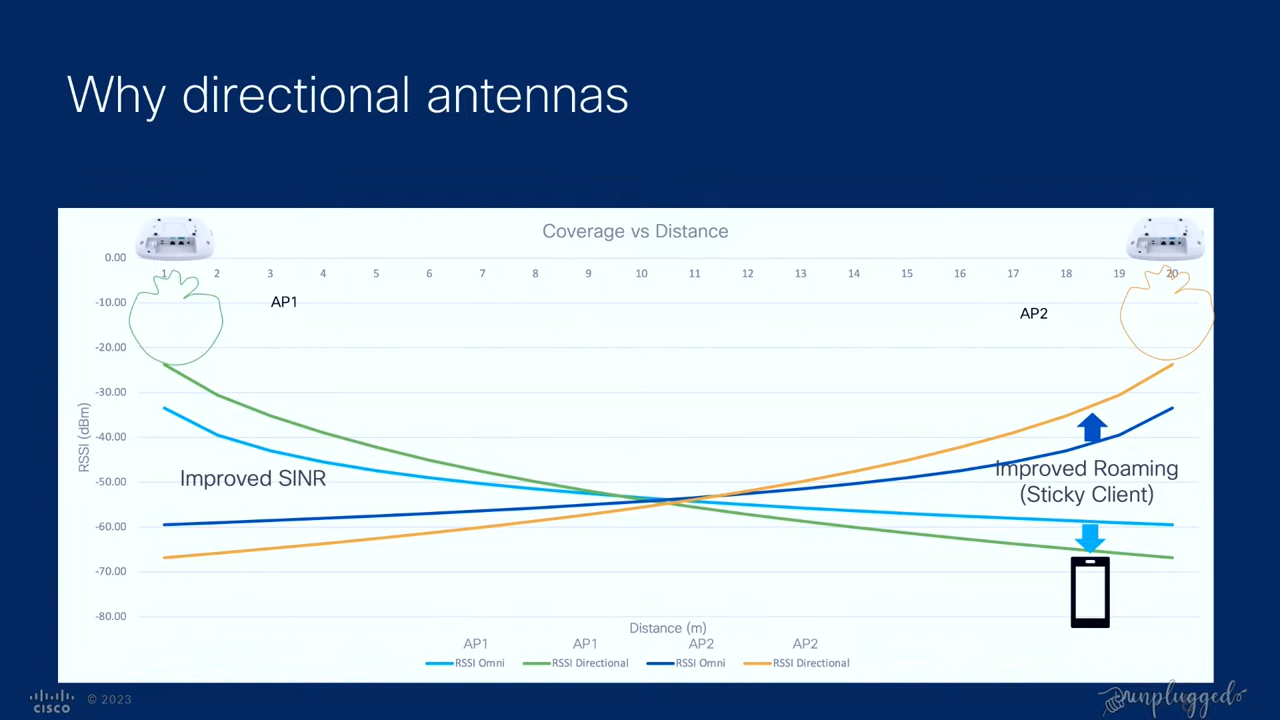 Why directional antennas
Coverage vs Distance
0.00
1 2 3 4 5 6 7 8 9 10 11 12 13 14 15 16 17 18 19 20
-10.00
AP1
AP2
-20.00
-30.00
-40.00
RSSI (dBm)
Improved SINR
Improved Roaming
(Sticky Client)
-50.00
-60.00
-70.00
-80.00
Distance (m)
AP1 AP1 AP2 AP2
RSSI Omni RSSI Directional RSSI Omni RSSI Directional
CISCO
© 2023
unplugged